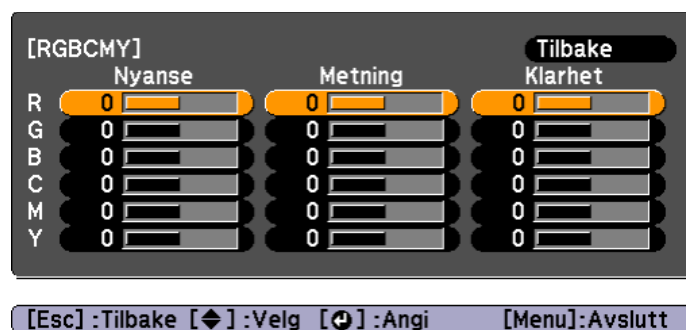 [RGBCMY] Tilbake
Nyanse Metning Klarhet
R 0 0 0
G 0 0 0
B 0 0 0
C 0 0 0
M 0 0 0
Y 0 0 0
[Esc] :Tilbake [◆] :Velg [⏎] :Angi [Menu]:Avslutt